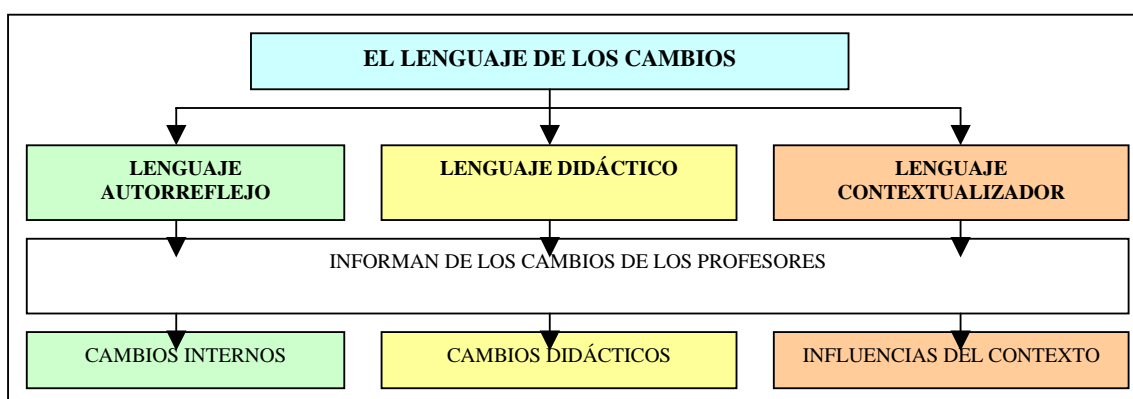 EL LENGUAJE DE LOS CAMBIOS
LENGUAJE
AUTORREFLEJO
LENGUAJE DIDÁCTICO
LENGUAJE
CONTEXTUALIZADOR
INFORMAN DE LOS CAMBIOS DE LOS PROFESORES
CAMBIOS INTERNOS
CAMBIOS DIDÁCTICOS
INFLUENCIAS DEL CONTEXTO